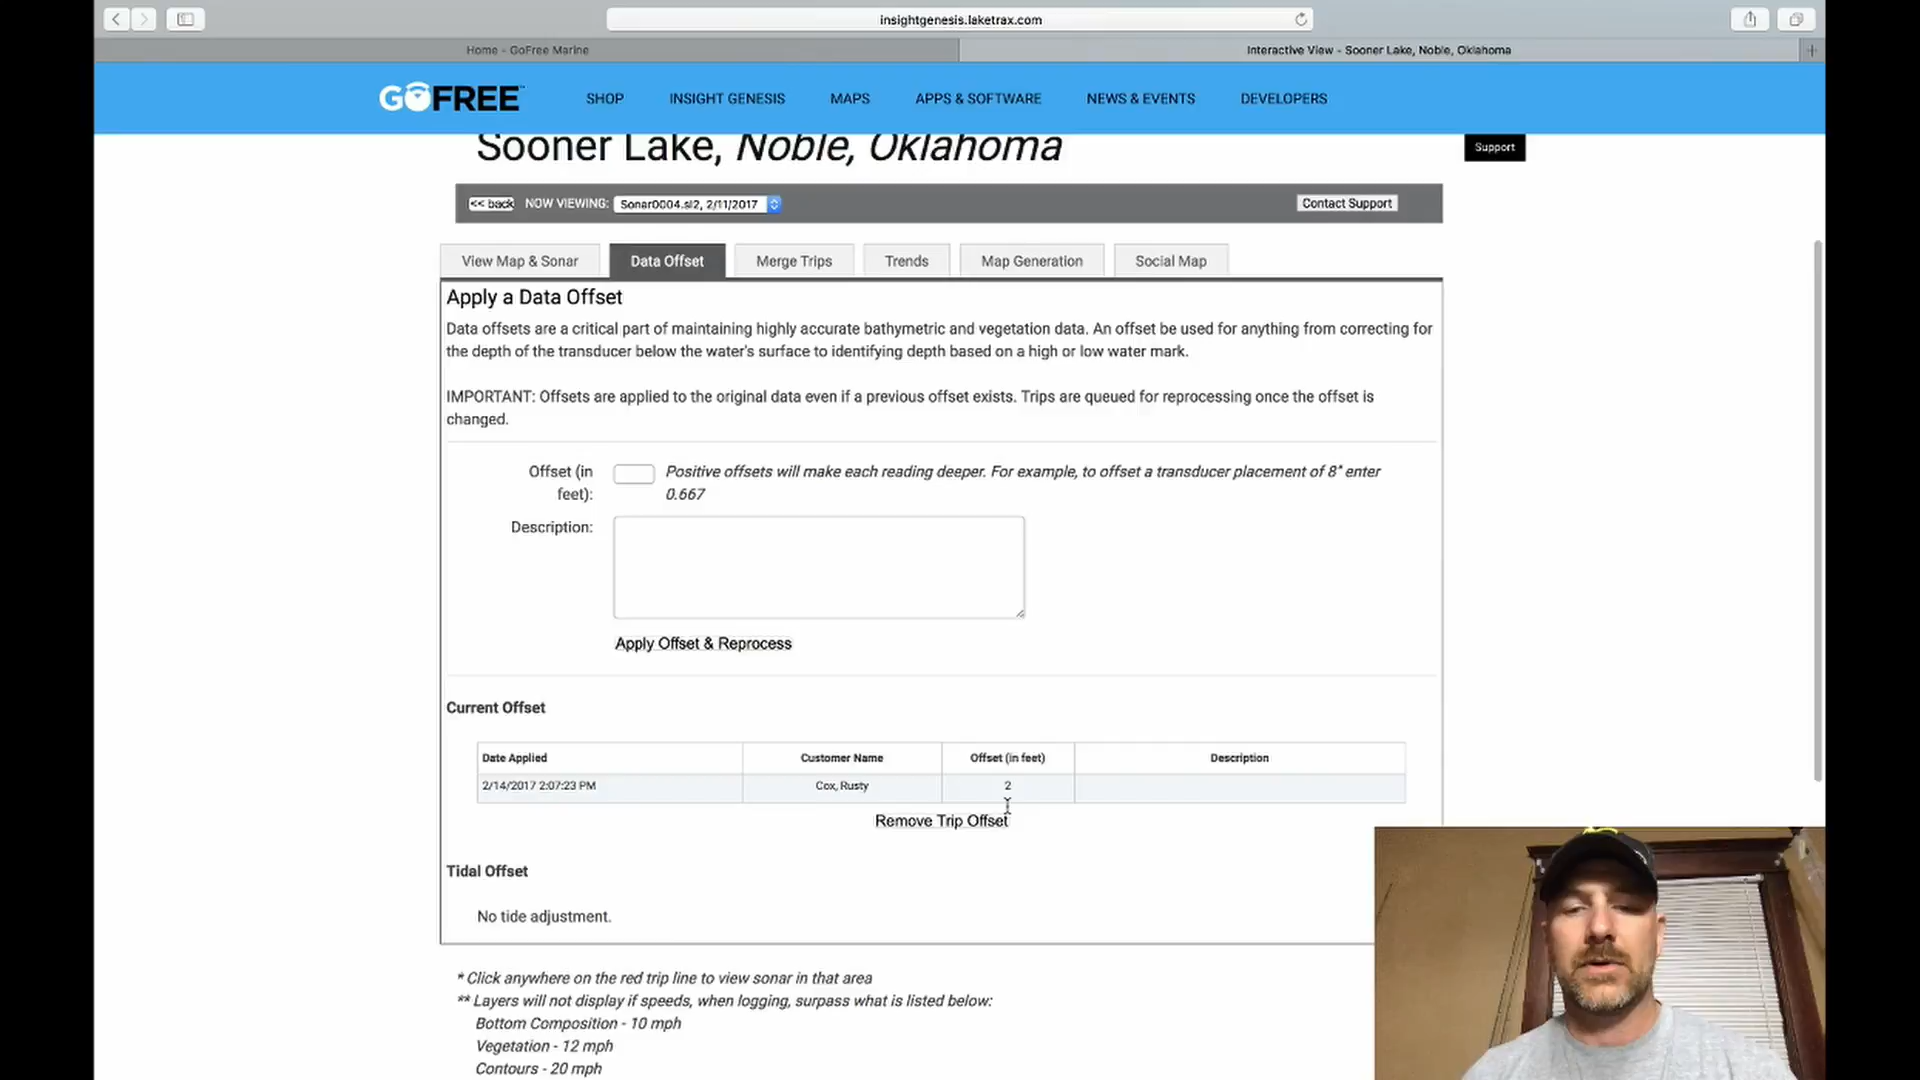 insightgenesis.laketrax.com
Home - GoFree Marine
Interactive View - Sooner Lake, Noble, Oklahoma
GOFREE
SHOP
INSIGHT GENESIS
MAPS
APPS & SOFTWARE
NEWS & EVENTS
DEVELOPERS
Sooner Lake, Noble, Oklahoma
Support
<< back
NOW VIEWING:
Sonar0004.sl2, 2/11/2017
Contact Support
View Map & Sonar
Data Offset
Merge Trips
Trends
Map Generation
Social Map
Apply a Data Offset
Data offsets are a critical part of maintaining highly accurate bathymetric and vegetation data. An offset be used for anything from correcting for
the depth of the transducer below the water's surface to identifying depth based on a high or low water mark.
IMPORTANT: Offsets are applied to the original data even if a previous offset exists. Trips are queued for reprocessing once the offset is
changed.
Offset (in
feet):
Positive offsets will make each reading deeper. For example, to offset a transducer placement of 8" enter
0.667
Description:
Apply Offset & Reprocess
Current Offset
Date Applied
Customer Name
Offset (in feet)
Description
2/14/2017 2:07:23 PM
Cox, Rusty
2
Remove Trip Offset
Tidal Offset
No tide adjustment.
* Click anywhere on the red trip line to view sonar in that area
** Layers will not display if speeds, when logging, surpass what is listed below:
Bottom Composition - 10 mph
Vegetation - 12 mph
Contours - 20 mph